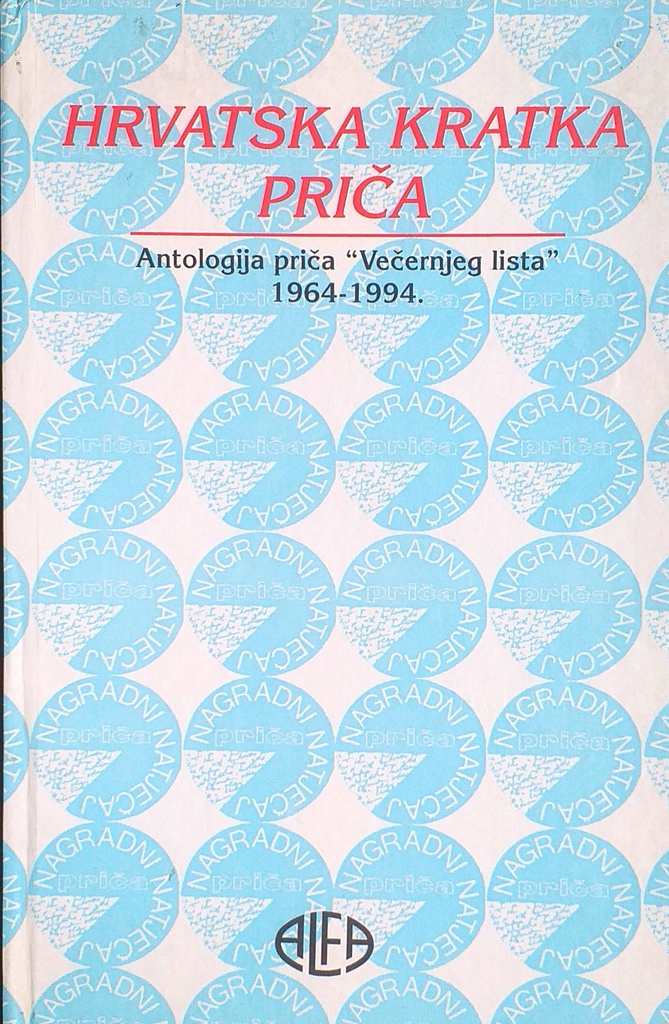 HRVATSKA KRATKA
PRIČA
Antologija priča “Večernjeg lista”
1964-1994.
NAGRADNI NATJEČAJ
priča
ALFA